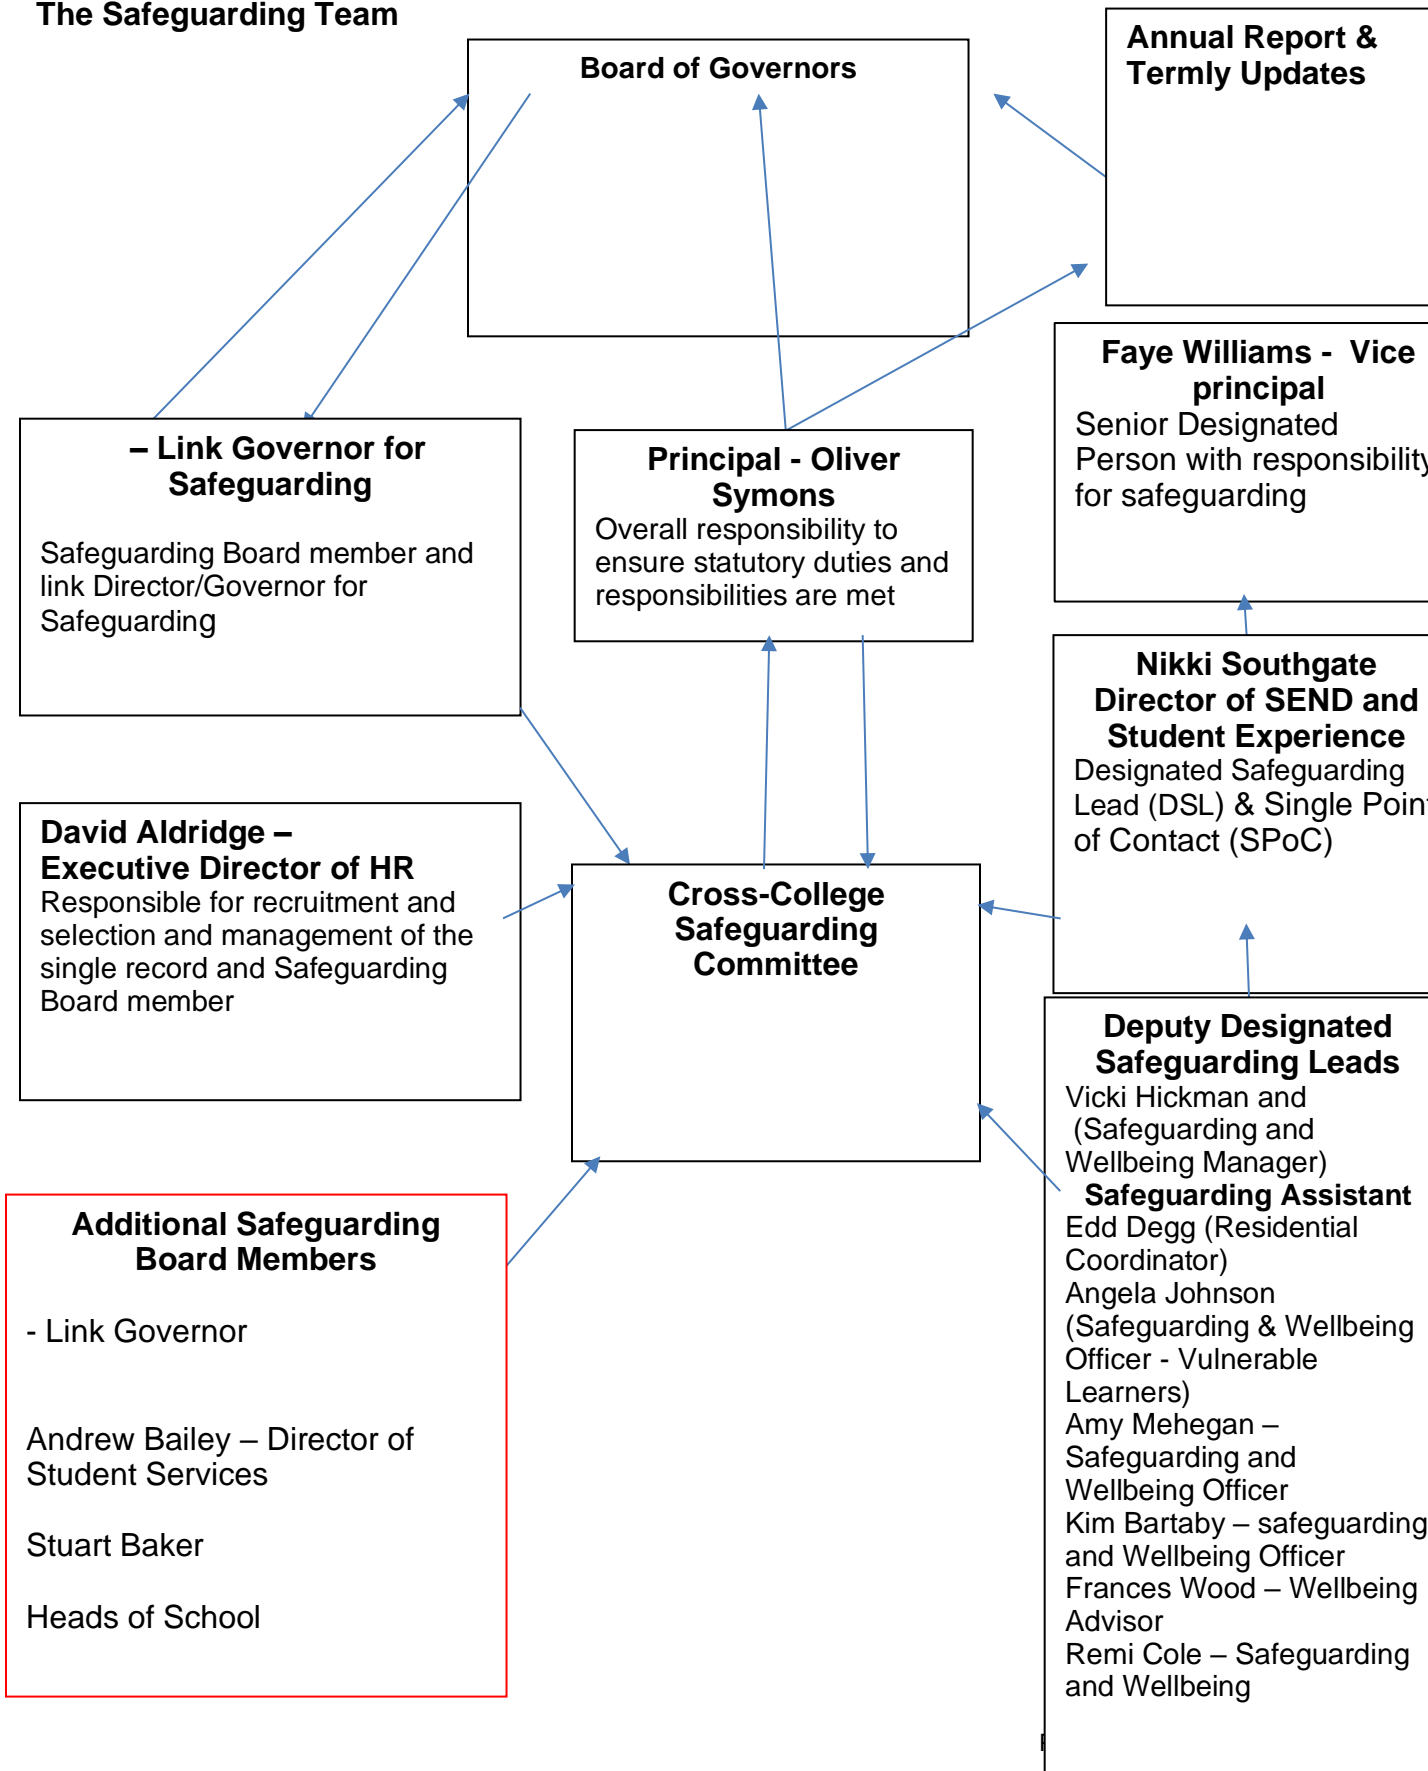 The Safeguarding Team
Board of Governors
Annual Report &
Termly Updates
Faye Williams -  Vice
principal
Senior Designated
Person with responsibility
for safeguarding
– Link Governor for
Safeguarding
Safeguarding Board member and
link Director/Governor for
Safeguarding
Principal - Oliver
Symons
Overall responsibility to
ensure statutory duties and
responsibilities are met
Nikki Southgate
Director of SEND and
Student Experience
Designated Safeguarding
Lead (DSL) & Single Point
of Contact (SPoC)
David Aldridge –
Executive Director of HR
Responsible for recruitment and
selection and management of the
single record and Safeguarding
Board member
Cross-College
Safeguarding
Committee
Deputy Designated
Safeguarding Leads
Vicki Hickman and
(Safeguarding and
Wellbeing Manager)
Safeguarding Assistant
Edd Degg (Residential
Coordinator)
Angela Johnson
(Safeguarding & Wellbeing
Officer - Vulnerable
Learners)
Amy Mehegan –
Safeguarding and
Wellbeing Officer
Kim Bartaby – safeguarding
and Wellbeing Officer
Frances Wood – Wellbeing
Advisor
Remi Cole – Safeguarding
and Wellbeing
Additional Safeguarding
Board Members
- Link Governor
Andrew Bailey – Director of
Student Services
Stuart Baker
Heads of School